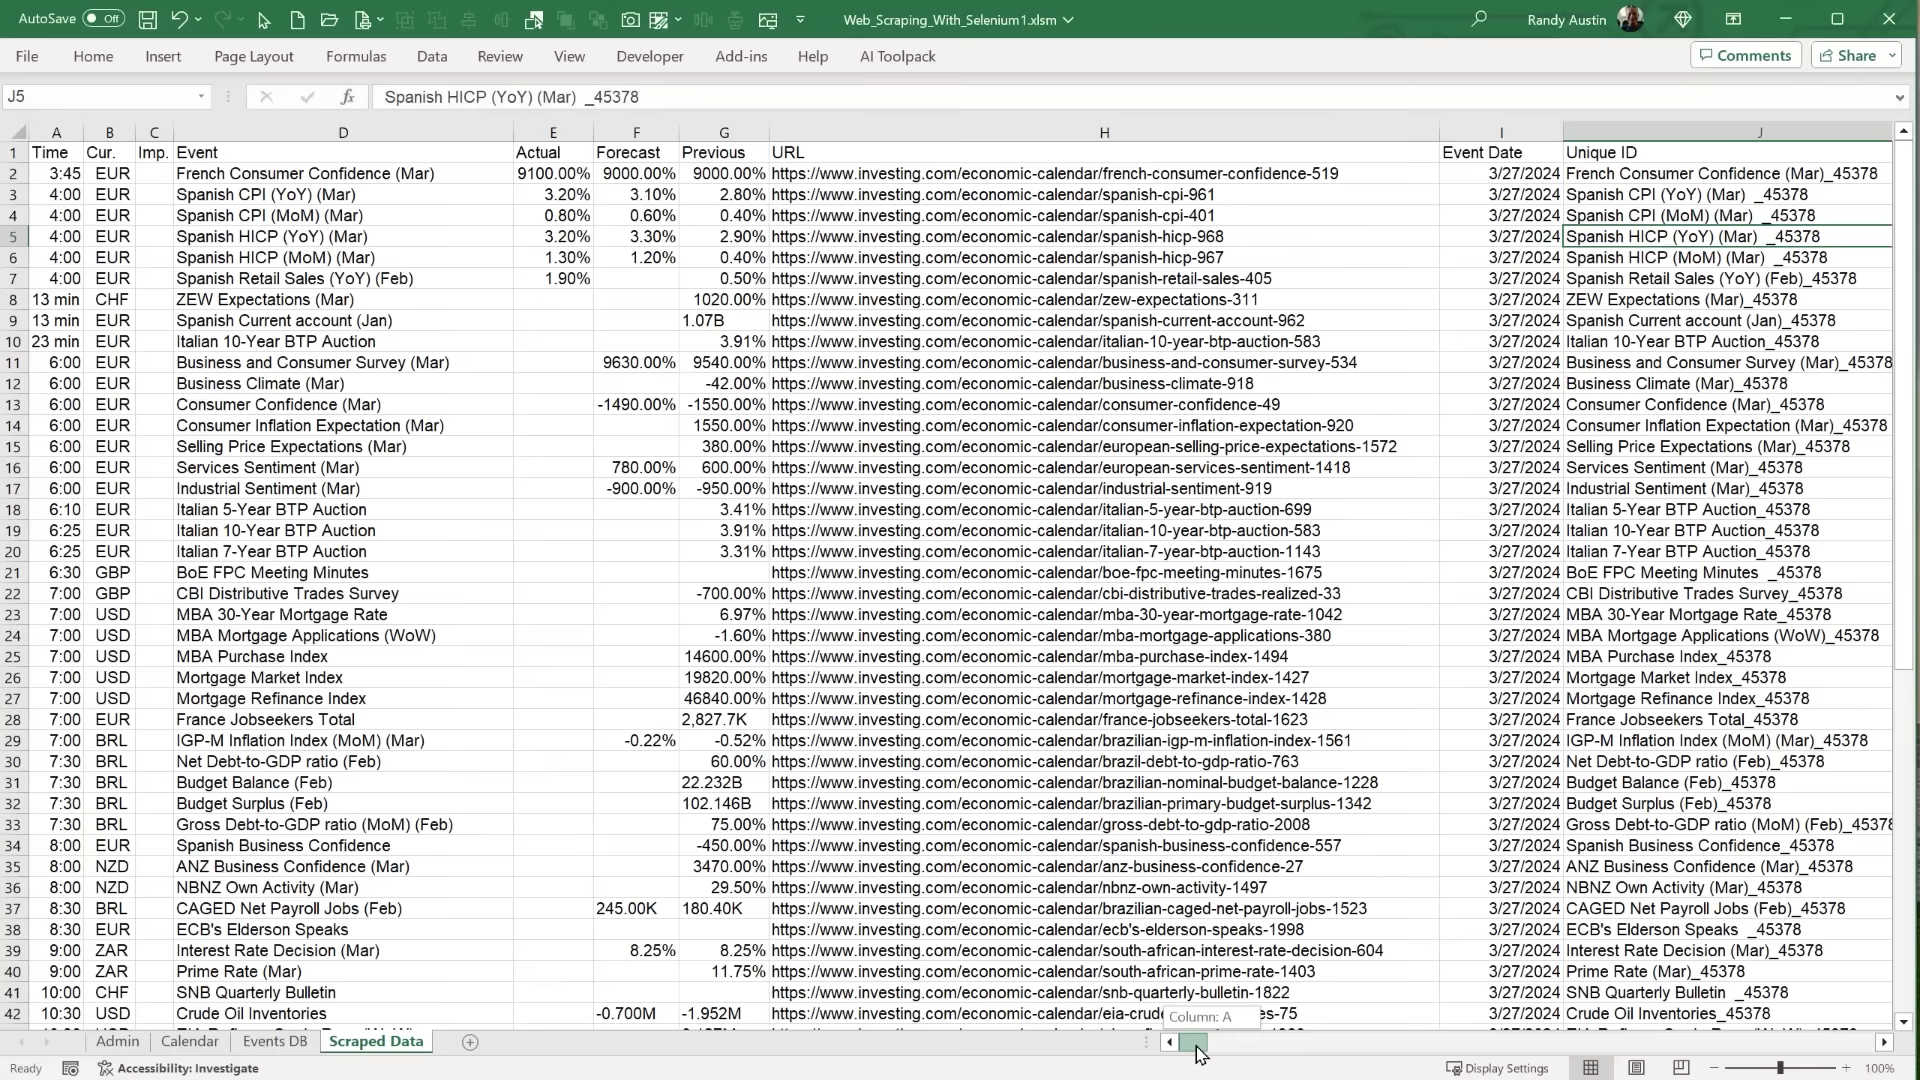 AutoSave Off Web_Scraping_With_Selenium1.xlsm Randy Austin
File Home Insert Page Layout Formulas Data Review View Developer Add-ins Help AI Toolpack Comments Share
J5 fx Spanish HICP (YoY) (Mar) _45378
A B C D E F G H I J
1 Time Cur. Imp. Event Actual Forecast Previous URL Event Date Unique ID
2 3:45 EUR French Consumer Confidence (Mar) 9100.00% 9000.00% 9000.00% https://www.investing.com/economic-calendar/french-consumer-confidence-519 3/27/2024 French Consumer Confidence (Mar)_45378
3 4:00 EUR Spanish CPI (YoY) (Mar) 3.20% 3.10% 2.80% https://www.investing.com/economic-calendar/spanish-cpi-961 3/27/2024 Spanish CPI (YoY) (Mar) _45378
4 4:00 EUR Spanish CPI (MoM) (Mar) 0.80% 0.60% 0.40% https://www.investing.com/economic-calendar/spanish-cpi-401 3/27/2024 Spanish CPI (MoM) (Mar) _45378
5 4:00 EUR Spanish HICP (YoY) (Mar) 3.20% 3.30% 2.90% https://www.investing.com/economic-calendar/spanish-hicp-968 3/27/2024 Spanish HICP (YoY) (Mar) _45378
6 4:00 EUR Spanish HICP (MoM) (Mar) 1.30% 1.20% 0.40% https://www.investing.com/economic-calendar/spanish-hicp-967 3/27/2024 Spanish HICP (MoM) (Mar) _45378
7 4:00 EUR Spanish Retail Sales (YoY) (Feb) 1.90% 0.50% https://www.investing.com/economic-calendar/spanish-retail-sales-405 3/27/2024 Spanish Retail Sales (YoY) (Feb)_45378
8 13 min CHF ZEW Expectations (Mar) 1020.00% https://www.investing.com/economic-calendar/zew-expectations-311 3/27/2024 ZEW Expectations (Mar)_45378
9 13 min EUR Spanish Current account (Jan) 1.07B https://www.investing.com/economic-calendar/spanish-current-account-962 3/27/2024 Spanish Current account (Jan)_45378
10 23 min EUR Italian 10-Year BTP Auction 3.91% https://www.investing.com/economic-calendar/italian-10-year-btp-auction-583 3/27/2024 Italian 10-Year BTP Auction_45378
11 6:00 EUR Business and Consumer Survey (Mar) 9630.00% 9540.00% https://www.investing.com/economic-calendar/business-and-consumer-survey-534 3/27/2024 Business and Consumer Survey (Mar)_45378
12 6:00 EUR Business Climate (Mar) -42.00% https://www.investing.com/economic-calendar/business-climate-918 3/27/2024 Business Climate (Mar)_45378
13 6:00 EUR Consumer Confidence (Mar) -1490.00% -1550.00% https://www.investing.com/economic-calendar/consumer-confidence-49 3/27/2024 Consumer Confidence (Mar)_45378
14 6:00 EUR Consumer Inflation Expectation (Mar) 1550.00% https://www.investing.com/economic-calendar/consumer-inflation-expectation-920 3/27/2024 Consumer Inflation Expectation (Mar)_45378
15 6:00 EUR Selling Price Expectations (Mar) 380.00% https://www.investing.com/economic-calendar/european-selling-price-expectations-1572 3/27/2024 Selling Price Expectations (Mar)_45378
16 6:00 EUR Services Sentiment (Mar) 780.00% 600.00% https://www.investing.com/economic-calendar/european-services-sentiment-1418 3/27/2024 Services Sentiment (Mar)_45378
17 6:00 EUR Industrial Sentiment (Mar) -900.00% -950.00% https://www.investing.com/economic-calendar/industrial-sentiment-919 3/27/2024 Industrial Sentiment (Mar)_45378
18 6:10 EUR Italian 5-Year BTP Auction 3.41% https://www.investing.com/economic-calendar/italian-5-year-btp-auction-699 3/27/2024 Italian 5-Year BTP Auction_45378
19 6:25 EUR Italian 10-Year BTP Auction 3.91% https://www.investing.com/economic-calendar/italian-10-year-btp-auction-583 3/27/2024 Italian 10-Year BTP Auction_45378
20 6:25 EUR Italian 7-Year BTP Auction 3.31% https://www.investing.com/economic-calendar/italian-7-year-btp-auction-1143 3/27/2024 Italian 7-Year BTP Auction_45378
21 6:30 GBP BoE FPC Meeting Minutes https://www.investing.com/economic-calendar/boe-fpc-meeting-minutes-1675 3/27/2024 BoE FPC Meeting Minutes _45378
22 7:00 GBP CBI Distributive Trades Survey -700.00% https://www.investing.com/economic-calendar/cbi-distributive-trades-realized-33 3/27/2024 CBI Distributive Trades Survey_45378
23 7:00 USD MBA 30-Year Mortgage Rate 6.97% https://www.investing.com/economic-calendar/mba-30-year-mortgage-rate-1042 3/27/2024 MBA 30-Year Mortgage Rate_45378
24 7:00 USD MBA Mortgage Applications (WoW) -1.60% https://www.investing.com/economic-calendar/mba-mortgage-applications-380 3/27/2024 MBA Mortgage Applications (WoW)_45378
25 7:00 USD MBA Purchase Index 14600.00% https://www.investing.com/economic-calendar/mba-purchase-index-1494 3/27/2024 MBA Purchase Index_45378
26 7:00 USD Mortgage Market Index 19820.00% https://www.investing.com/economic-calendar/mortgage-market-index-1427 3/27/2024 Mortgage Market Index_45378
27 7:00 USD Mortgage Refinance Index 46840.00% https://www.investing.com/economic-calendar/mortgage-refinance-index-1428 3/27/2024 Mortgage Refinance Index_45378
28 7:00 EUR France Jobseekers Total 2,827.7K https://www.investing.com/economic-calendar/france-jobseekers-total-1623 3/27/2024 France Jobseekers Total_45378
29 7:00 BRL IGP-M Inflation Index (MoM) (Mar) -0.22% -0.52% https://www.investing.com/economic-calendar/brazilian-igp-m-inflation-index-1561 3/27/2024 IGP-M Inflation Index (MoM) (Mar)_45378
30 7:30 BRL Net Debt-to-GDP ratio (Feb) 60.00% https://www.investing.com/economic-calendar/brazil-debt-to-gdp-ratio-763 3/27/2024 Net Debt-to-GDP ratio (Feb)_45378
31 7:30 BRL Budget Balance (Feb) 22.232B https://www.investing.com/economic-calendar/brazilian-nominal-budget-balance-1228 3/27/2024 Budget Balance (Feb)_45378
32 7:30 BRL Budget Surplus (Feb) 102.146B https://www.investing.com/economic-calendar/brazilian-primary-budget-surplus-1342 3/27/2024 Budget Surplus (Feb)_45378
33 7:30 BRL Gross Debt-to-GDP ratio (MoM) (Feb) 75.00% https://www.investing.com/economic-calendar/gross-debt-to-gdp-ratio-2008 3/27/2024 Gross Debt-to-GDP ratio (MoM) (Feb)_45378
34 8:00 EUR Spanish Business Confidence -450.00% https://www.investing.com/economic-calendar/spanish-business-confidence-557 3/27/2024 Spanish Business Confidence_45378
35 8:00 NZD ANZ Business Confidence (Mar) 3470.00% https://www.investing.com/economic-calendar/anz-business-confidence-27 3/27/2024 ANZ Business Confidence (Mar)_45378
36 8:00 NZD NBNZ Own Activity (Mar) 29.50% https://www.investing.com/economic-calendar/nbnz-own-activity-1497 3/27/2024 NBNZ Own Activity (Mar)_45378
37 8:30 BRL CAGED Net Payroll Jobs (Feb) 245.00K 180.40K https://www.investing.com/economic-calendar/brazilian-caged-net-payroll-jobs-1523 3/27/2024 CAGED Net Payroll Jobs (Feb)_45378
38 8:30 EUR ECB's Elderson Speaks https://www.investing.com/economic-calendar/ecb's-elderson-speaks-1998 3/27/2024 ECB's Elderson Speaks _45378
39 9:00 ZAR Interest Rate Decision (Mar) 8.25% 8.25% https://www.investing.com/economic-calendar/south-african-interest-rate-decision-604 3/27/2024 Interest Rate Decision (Mar)_45378
40 9:00 ZAR Prime Rate (Mar) 11.75% https://www.investing.com/economic-calendar/south-african-prime-rate-1403 3/27/2024 Prime Rate (Mar)_45378
41 10:00 CHF SNB Quarterly Bulletin https://www.investing.com/economic-calendar/snb-quarterly-bulletin-1822 3/27/2024 SNB Quarterly Bulletin _45378
42 10:30 USD Crude Oil Inventories -0.700M -1.952M https://www.investing.com/economic-calendar/eia-crude es-75 3/27/2024 Crude Oil Inventories_45378
Column: A
Admin Calendar Events DB Scraped Data
Ready Accessibility: Investigate Display Settings 100%